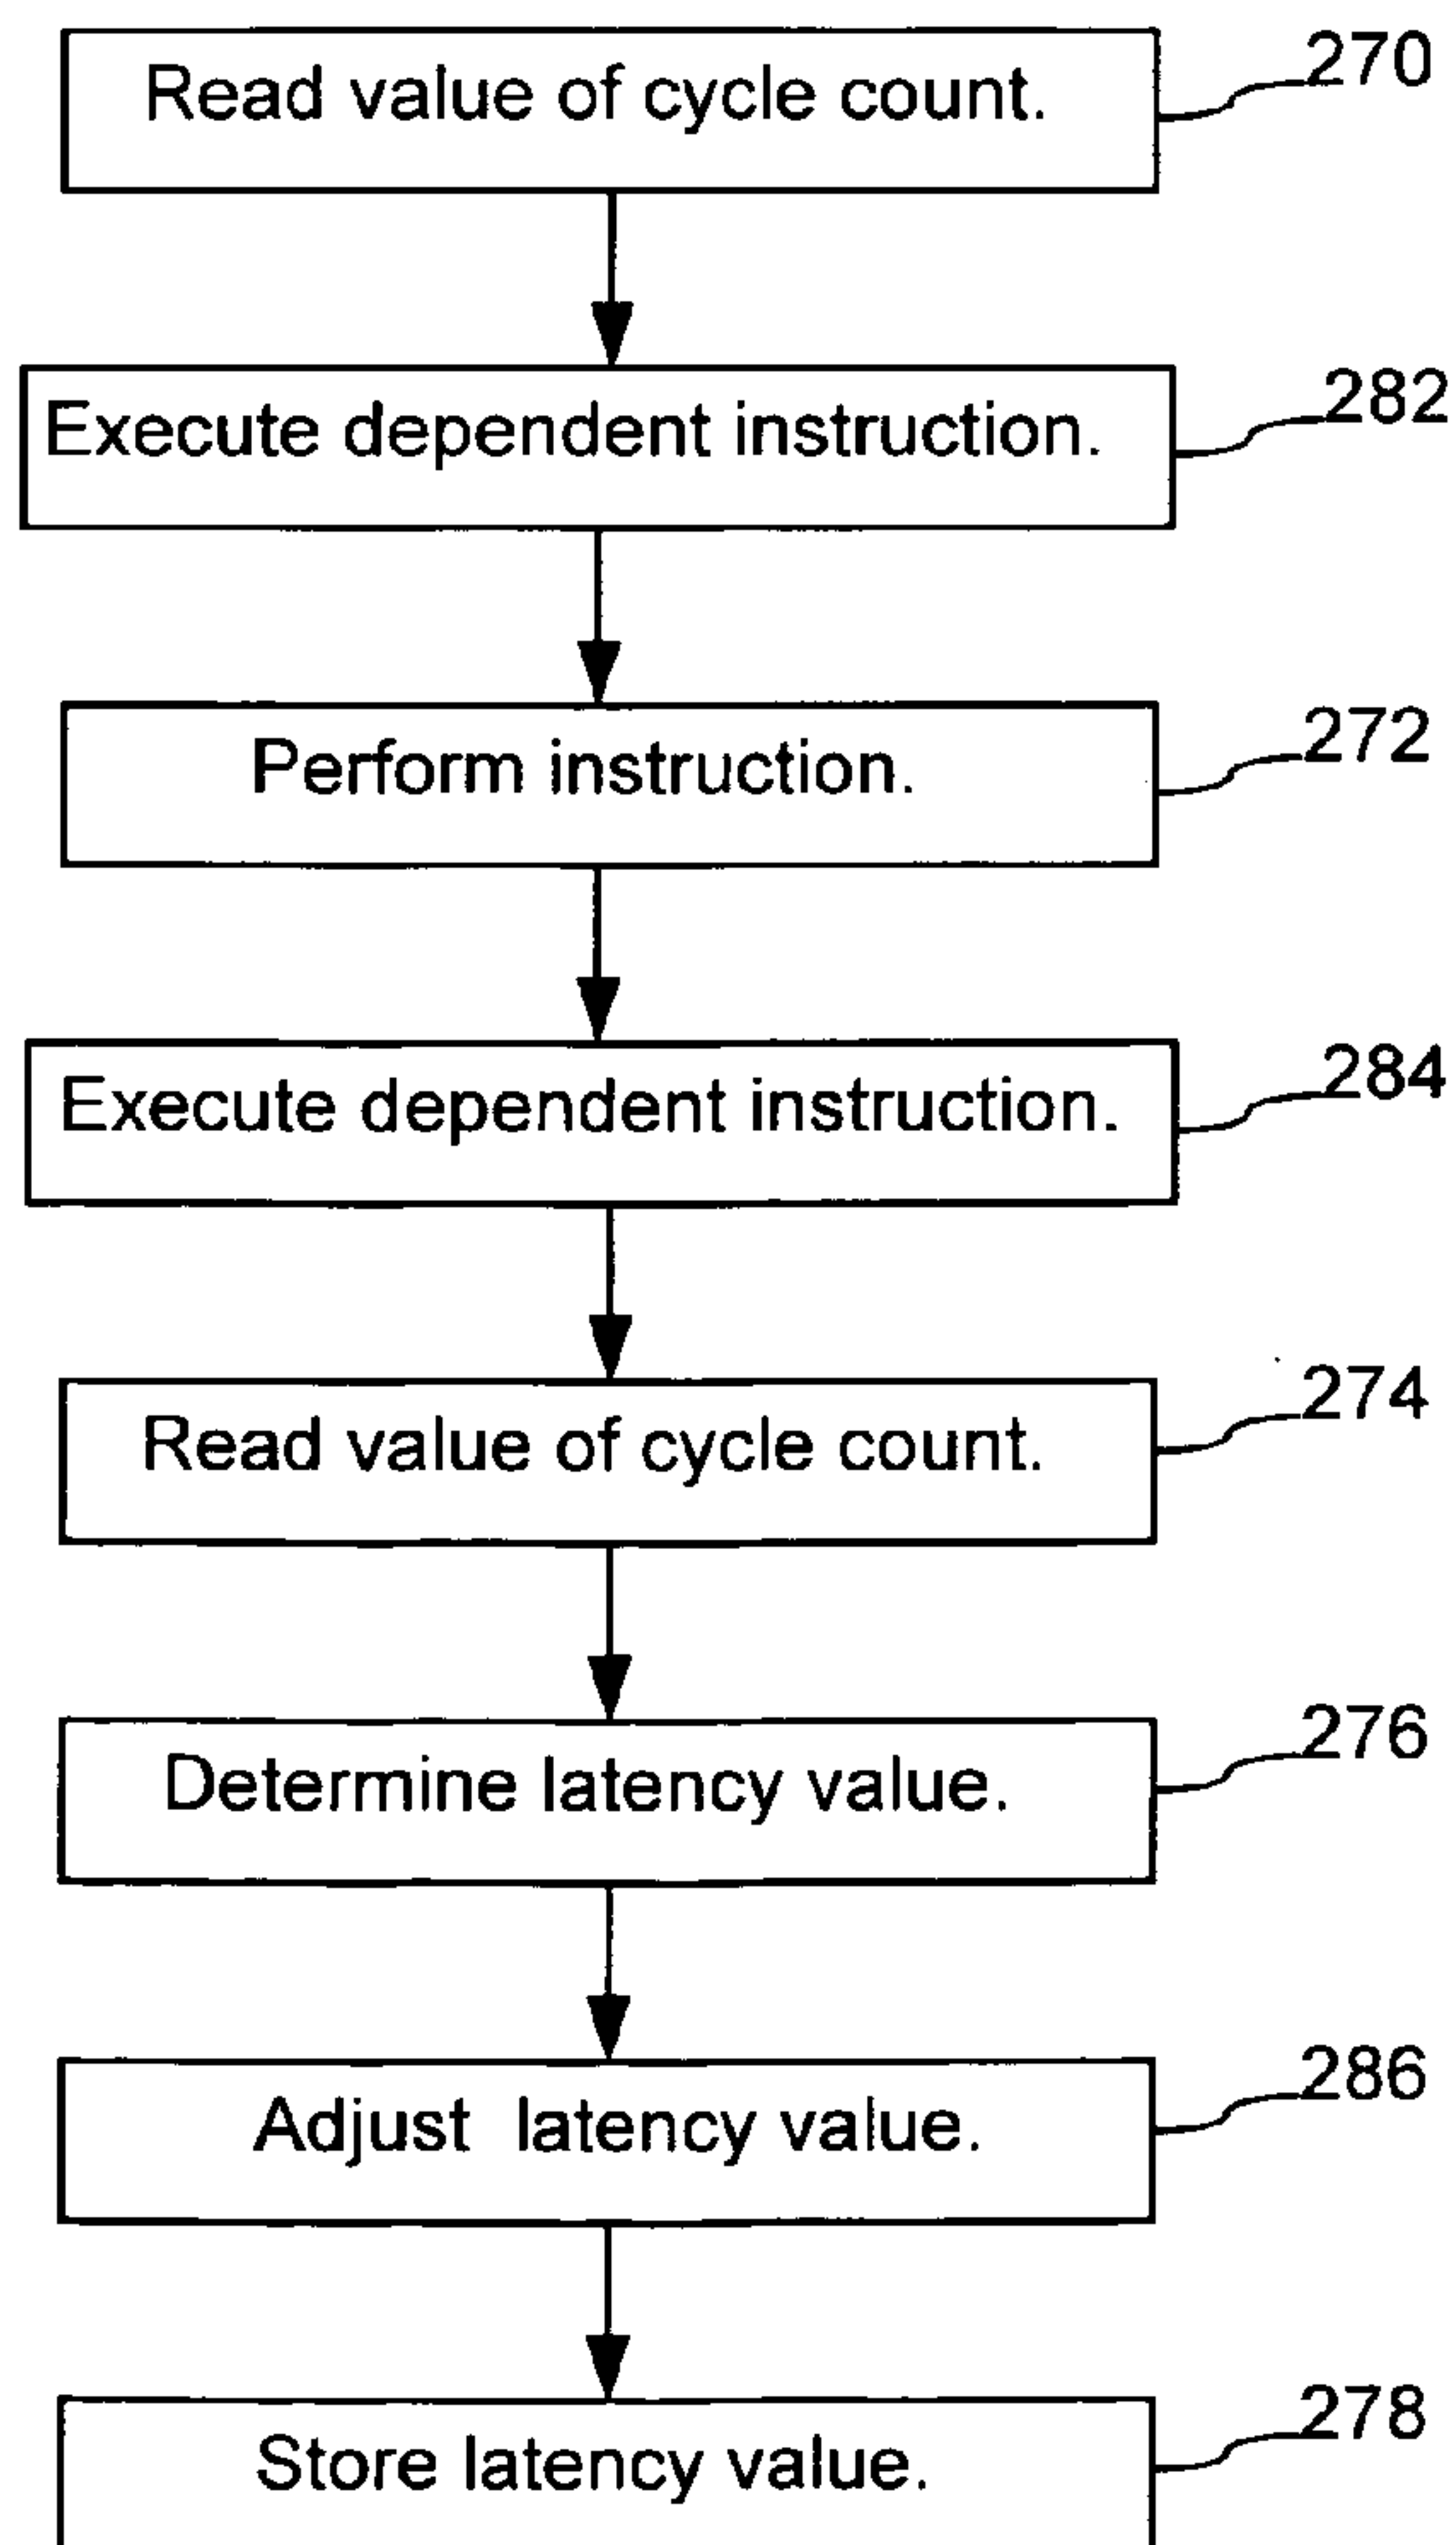 Read value of cycle count.
270
Execute dependent instruction.
282
Perform instruction.
272
Execute dependent instruction.
284
Read value of cycle count.
274
Determine latency value.
276
Adjust latency value.
286
Store latency value.
278